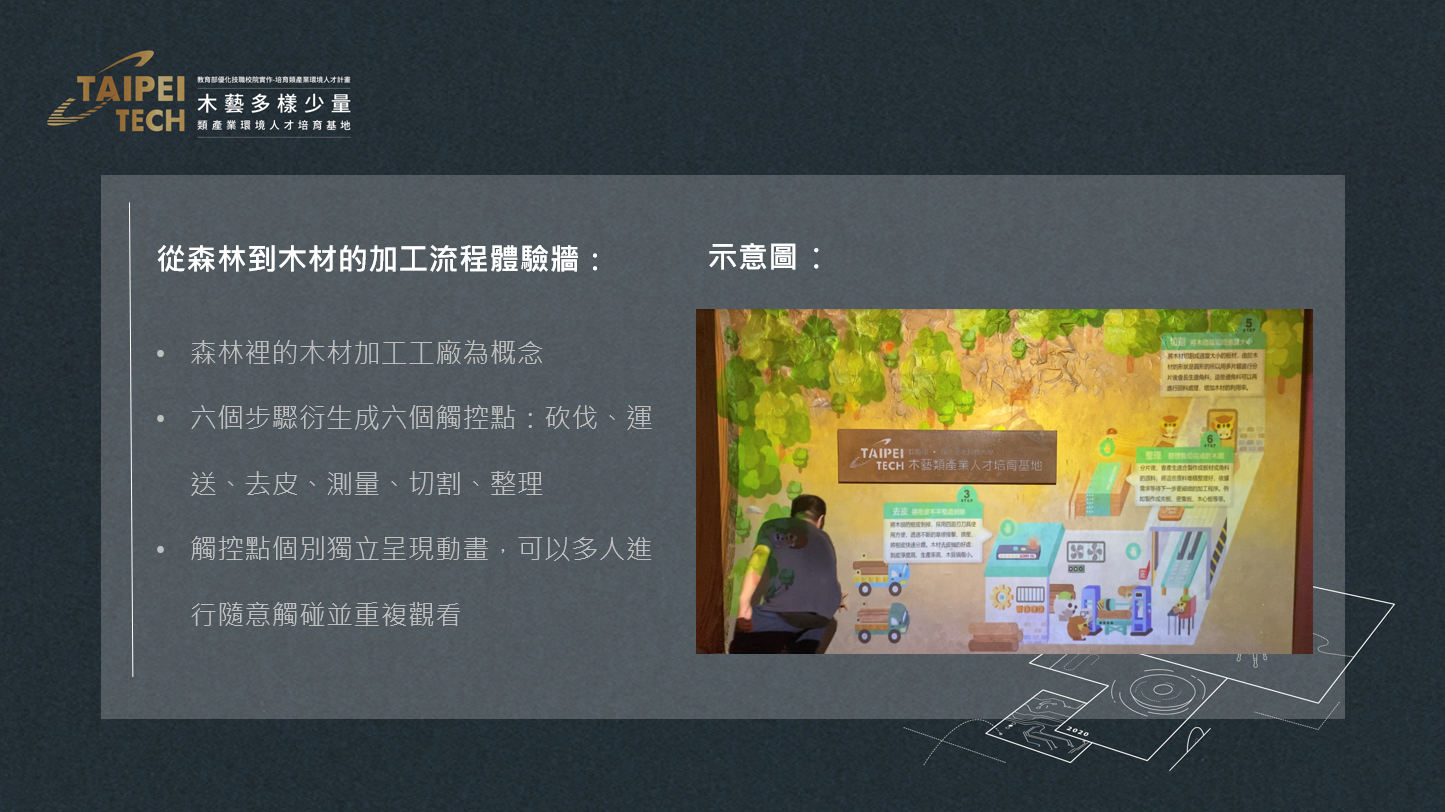 TAIPEI
TECH
教育部優化技職校院實作-培育類產業環境人才計畫
木藝多樣少量
類產業環境人才培育基地
從森林到木材的加工流程體驗牆：
• 森林裡的木材加工工廠為概念
• 六個步驟衍生成六個觸控點：砍伐、運
送、去皮、測量、切割、整理
• 觸控點個別獨立呈現動畫，可以多人進
行隨意觸碰並重複觀看
示意圖：
5
STEP
6
STEP
整理
TAIPEI
TECH
木藝類產業人才培育基地
3
STEP
去皮
2020